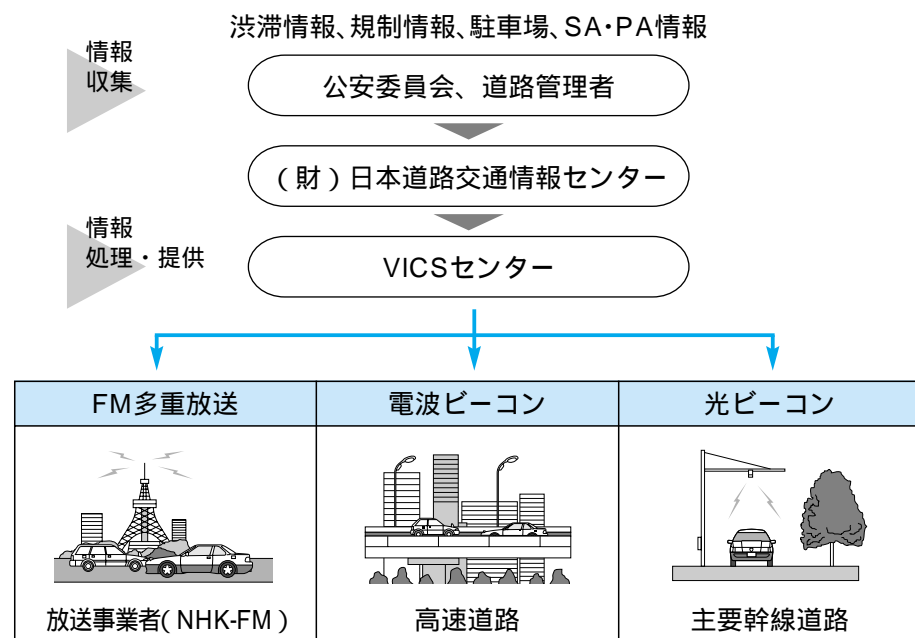 渋滞情報、規制情報、駐車場、SA・PA情報
情報
収集
公安委員会、道路管理者
(財)日本道路交通情報センター
情報
処理・提供
VICSセンター
FM多重放送
電波ビーコン
光ビーコン
放送事業者(NHK-FM)
高速道路
主要幹線道路